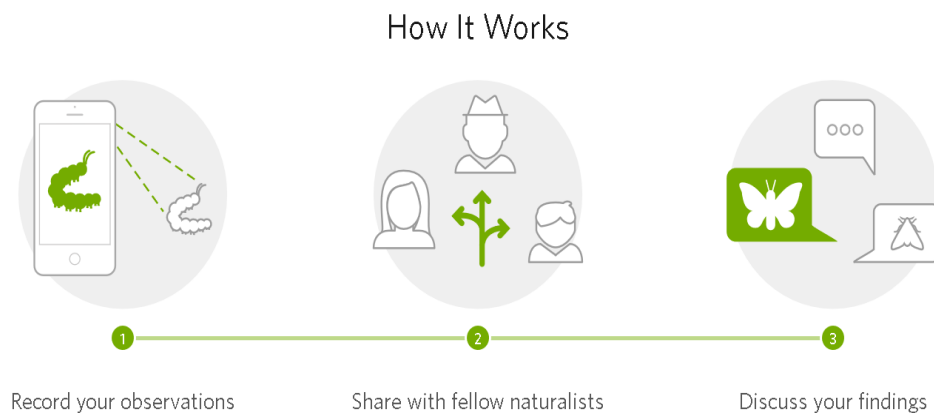 How It Works
1
2
3
Record your observations
Share with fellow naturalists
Discuss your findings